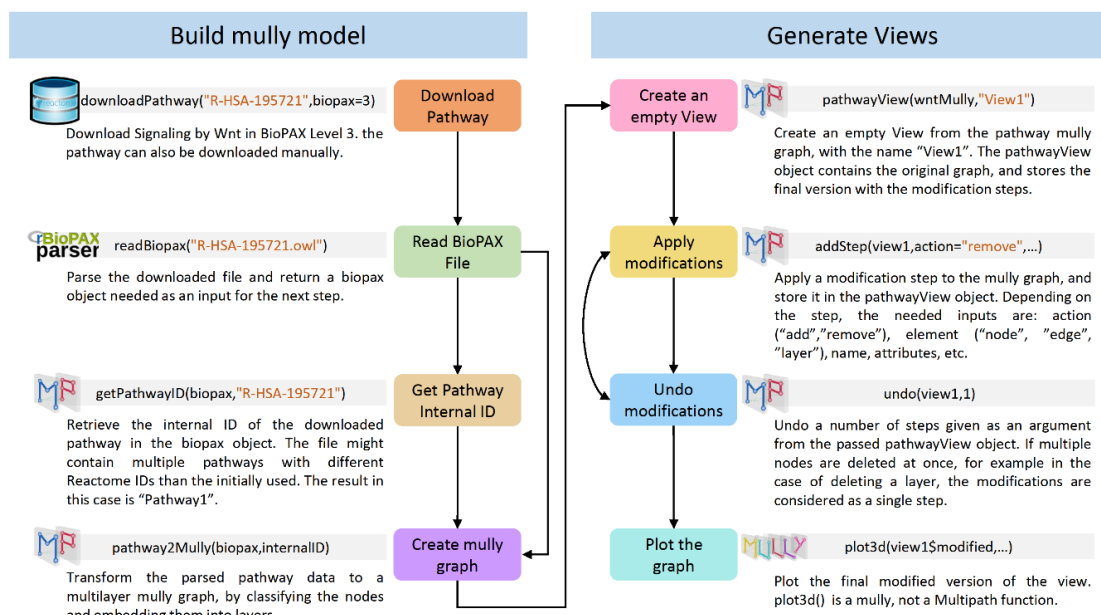 Build mully model
downloadPathway("R-HSA-195721",biopax=3)
Download Signaling by Wnt in BioPAX Level 3. the
pathway can also be downloaded manually.
Download
Pathway
rBioPAX
parser
readBiopax("R-HSA-195721.owl")
Parse the downloaded file and return a biopax
object needed as an input for the next step.
Read BioPAX
File
MP
getPathwayID(biopax,"R-HSA-195721")
Retrieve the internal ID of the downloaded
pathway in the biopax object. The file might
contain multiple pathways with different
Reactome IDs than the initially used. The result in
this case is “Pathway1”.
Get Pathway
Internal ID
MP
pathway2Mully(biopax,internalID)
Transform the parsed pathway data to a
multilayer mully graph, by classifying the nodes
and embedding them into layers.
Create mully
graph
Generate Views
Create an
empty View
MP
pathwayView(wntMully,"View1")
Create an empty View from the pathway mully
graph, with the name “View1”. The pathwayView
object contains the original graph, and stores the
final version with the modification steps.
Apply
modifications
MP
addStep(view1,action="remove",...)
Apply a modification step to the mully graph, and
store it in the pathwayView object. Depending on
the step, the needed inputs are: action
(“add”,”remove”), element (“node”, ”edge”,
”layer”), name, attributes, etc.
Undo
modifications
MP
undo(view1,1)
Undo a number of steps given as an argument
from the passed pathwayView object. If multiple
nodes are deleted at once, for example in the
case of deleting a layer, the modifications are
considered as a single step.
Plot the
graph
MULLY
plot3d(view1$modified,...)
Plot the final modified version of the view.
plot3d() is a mully, not a Multipath function.